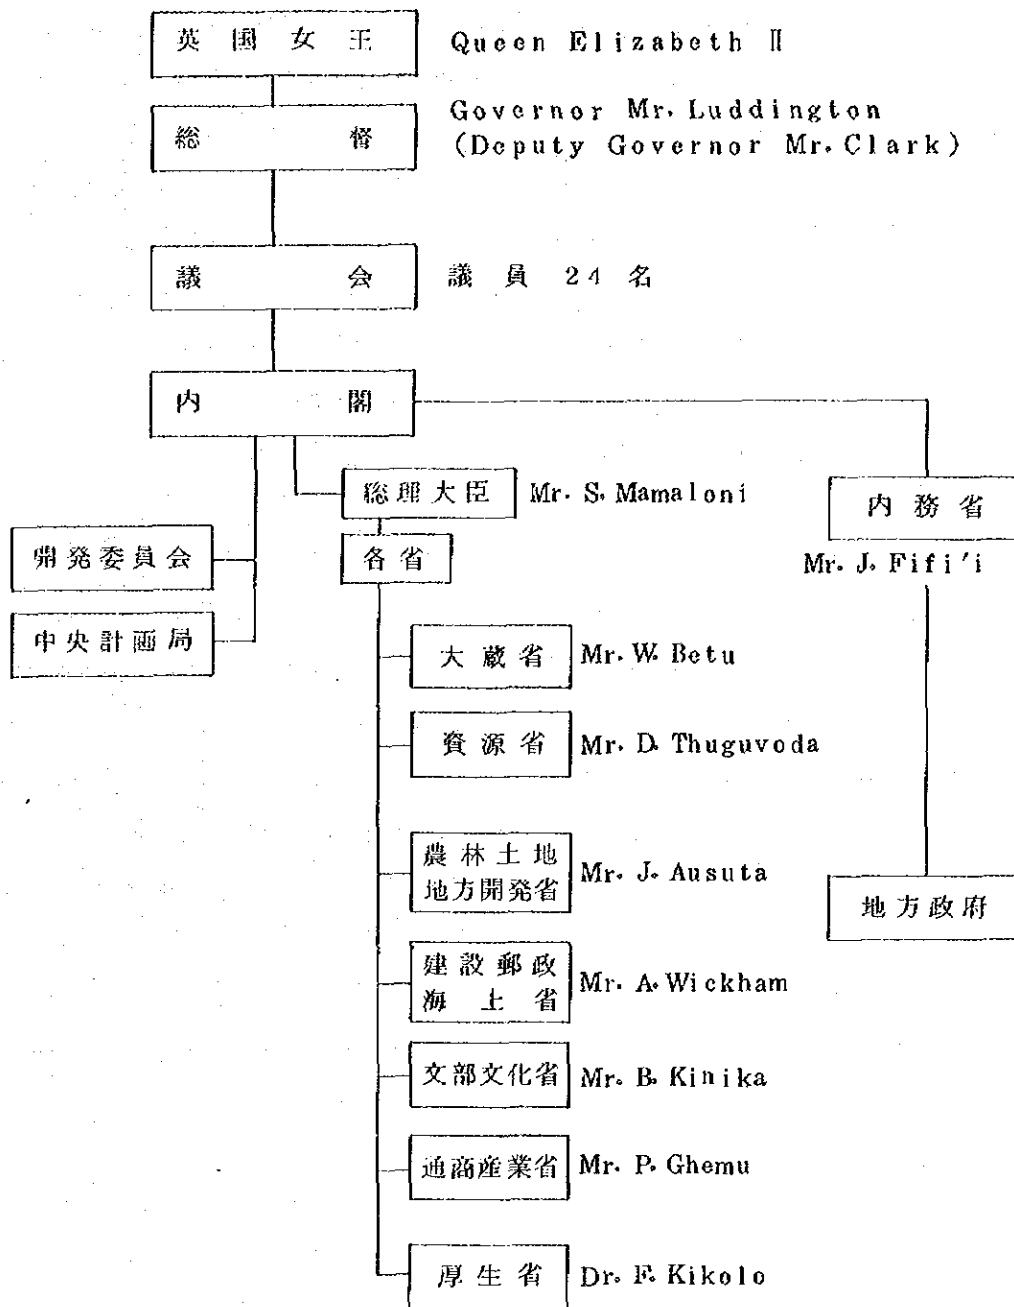 英国女王 Queen Elizabeth Ⅱ
総督 Governor Mr. Luddington
(Deputy Governor Mr. Clark)
議会 議員 24 名
内閣
総理大臣 Mr. S. Mamaloni
内務省
Mr. J. Fifi'i
開発委員会
各省
中央計画局
大蔵省 Mr. W. Betu
資源省 Mr. D. Thuguvoda
農林土地
地方開発省 Mr. J. Ausuta
地方政府
建設郵政
海上省 Mr. A. Wickham
文部文化省 Mr. B. Kinika
通商産業省 Mr. P. Ghemu
厚生省 Dr. F. Kikolo